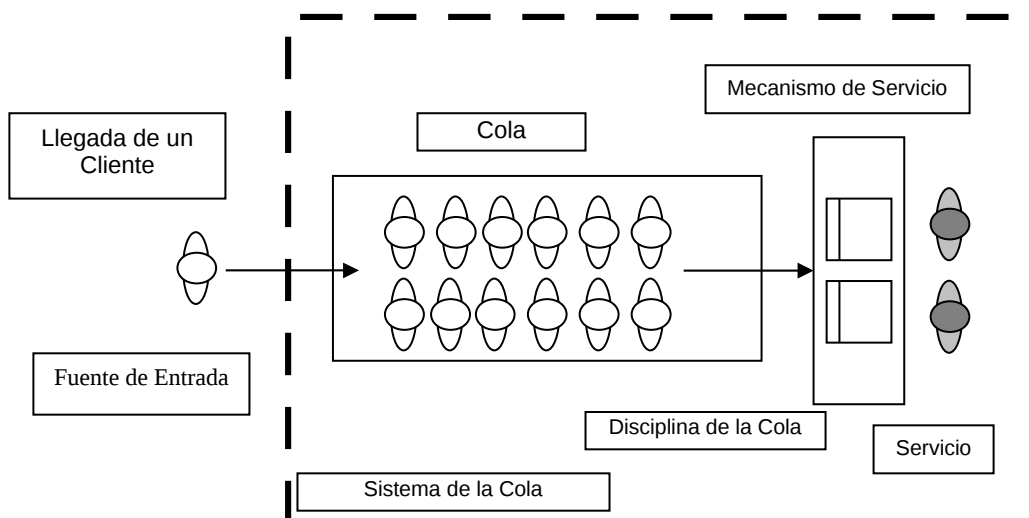 Mecanismo de Servicio
Llegada de un
Cliente
Cola
Fuente de Entrada
Disciplina de la Cola
Servicio
Sistema de la Cola